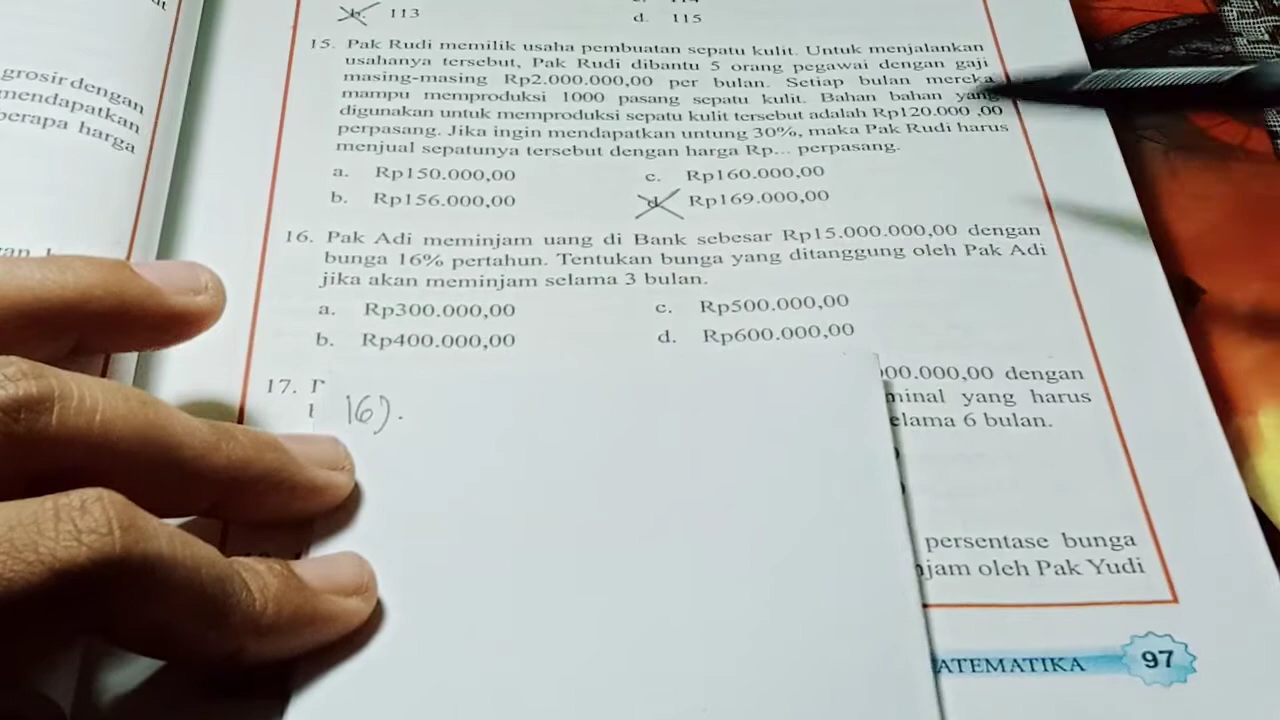 113
d. 115
15. Pak Rudi memilik usaha pembuatan sepatu kulit. Untuk menjalankan
usahanya tersebut, Pak Rudi dibantu 5 orang pegawai dengan gaji
masing-masing Rp2.000.000,00 per bulan. Setiap bulan mereka
mampu memproduksi 1000 pasang sepatu kulit. Bahan bahan yang
digunakan untuk memproduksi sepatu kulit tersebut adalah Rp120.000 ,00
perpasang. Jika ingin mendapatkan untung 30%, maka Pak Rudi harus
menjual sepatunya tersebut dengan harga Rp... perpasang.
a. Rp150.000,00 c. Rp160.000,00
b. Rp156.000,00 d. Rp169.000,00
16. Pak Adi meminjam uang di Bank sebesar Rp15.000.000,00 dengan
bunga 16% pertahun. Tentukan bunga yang ditanggung oleh Pak Adi
jika akan meminjam selama 3 bulan.
a. Rp300.000,00 c. Rp500.000,00
b. Rp400.000,00 d. Rp600.000,00
17.
00.000,00 dengan
minal yang harus
elama 6 bulan.
16).
persentase bunga
jam oleh Pak Yudi
ATEMATIKA 97
grosir dengan
mendapatkan
berapa harga